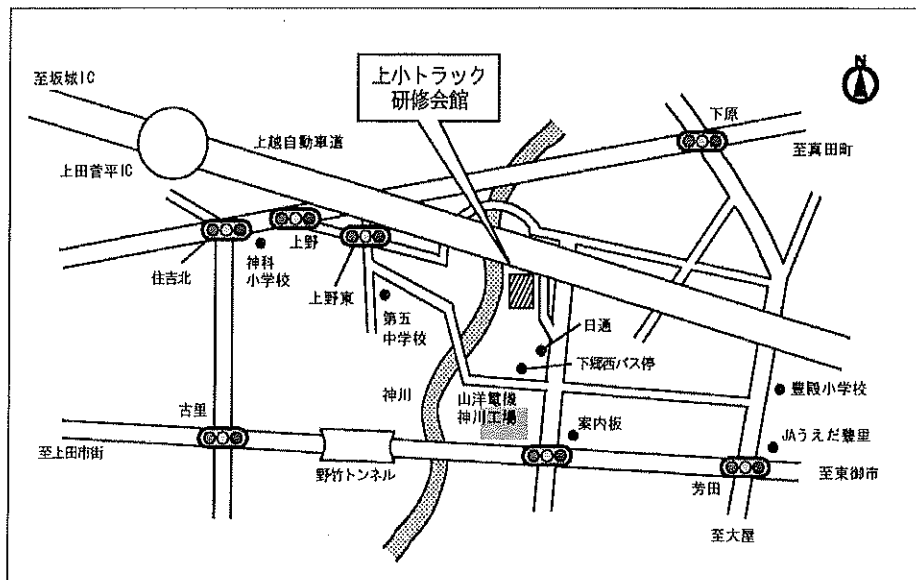 N
上小トラック
研修会館
至坂城IC
下原
上越自動車道
至真田町
上田菅平IC
上野
住吉北
神科
小学校
上野東
第五
中学校
日通
下郷西バス停
神川
山洋電機
神川工場
豊殿小学校
古里
案内板
JAうえだ豊里
至上田市街
野竹トンネル
芳田
至東御市
至大屋